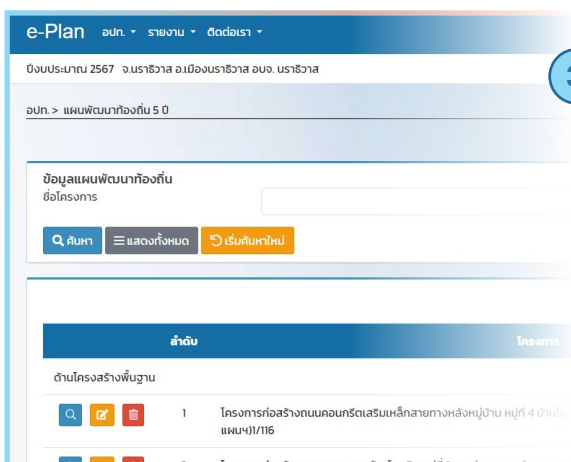 e-Plan อปท. รายงาน ติดต่อเรา
ปีงบประมาณ 2567 จ.นราธิวาส อ.เมืองนราธิวาส อบจ. นราธิวาส
อปท. > แผนพัฒนาท้องถิ่น 5 ปี
ข้อมูลแผนพัฒนาท้องถิ่น
ชื่อโครงการ
ค้นหา แสดงทั้งหมด เริ่มค้นหาใหม่
ลำดับ โครงการ
ด้านโครงสร้างพื้นฐาน
1 โครงการก่อสร้างถนนคอนกรีตเสริมเหล็กสายทางหลังหมู่บ้าน หมู่ที่ 4
แผนฯ)1/116